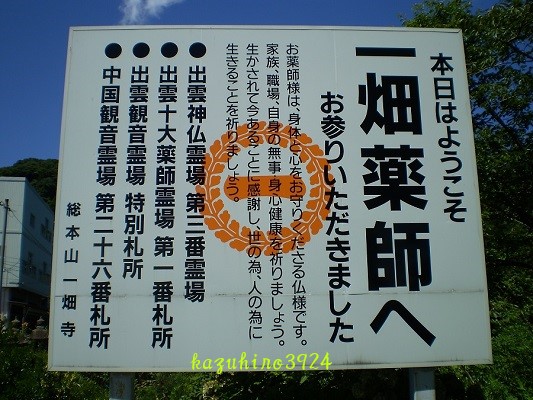 本日はようこそ
一畑薬師へ
お参りいただきました
お薬師様は、身体と心をお守りくださる仏様です。
家族、職場、自身の無事・身心健康を祈りましょう。
生かされて今あることに感謝し、世の為、人の為に
生きることを祈りましょう。
●出雲神仏霊場 第三番霊場
●出雲十大薬師霊場 第一番札所
●出雲観音霊場 特別札所
●中国観音霊場 第二十六番札所
総本山 一畑寺
kazuhino3924